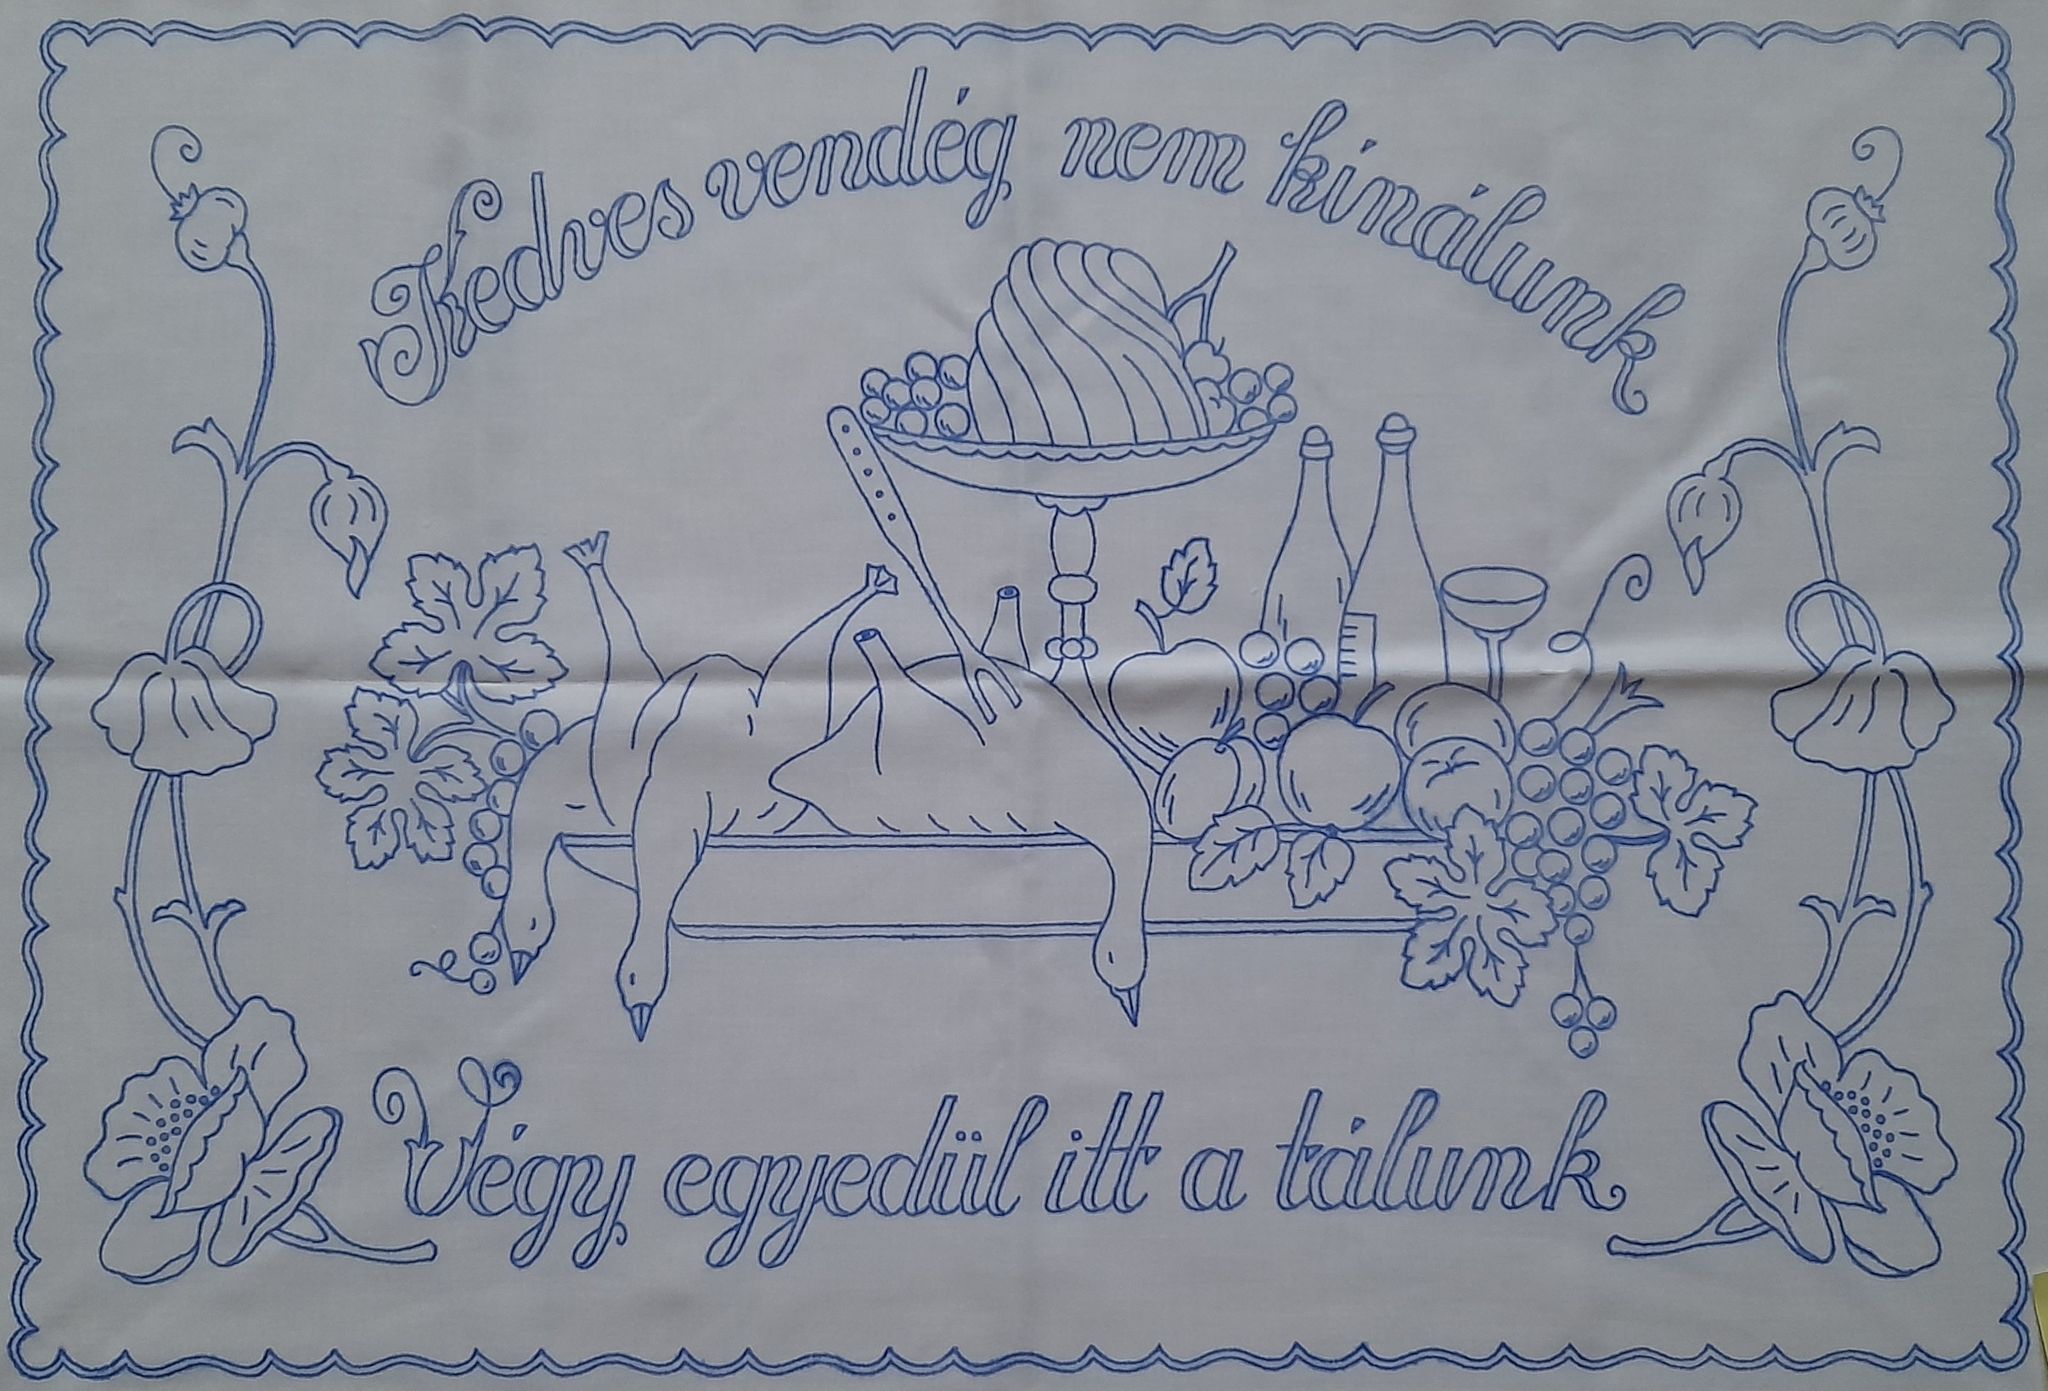 Kedves vendég nem kínálunk
Végy egyedül itt a tálunk